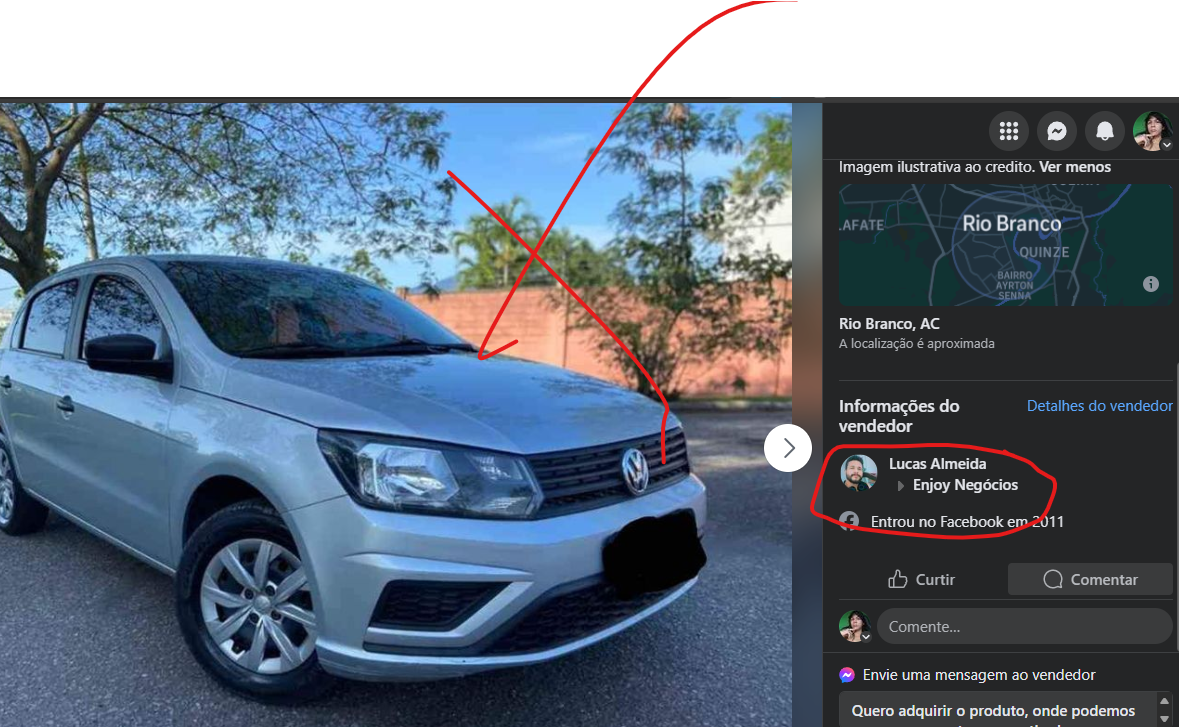 Imagem ilustrativa ao credito. Ver menos
LAFATE
Rio Branco
QUINZE
BAIRRO
AYRTON
SENNA
Rio Branco, AC
A localização é aproximada
Informações do
vendedor
Detalhes do vendedor
Lucas Almeida
Enjoy Negócios
Entrou no Facebook em 2011
Curtir
Comentar
Comente...
Envie uma mensagem ao vendedor
Quero adquirir o produto, onde podemos